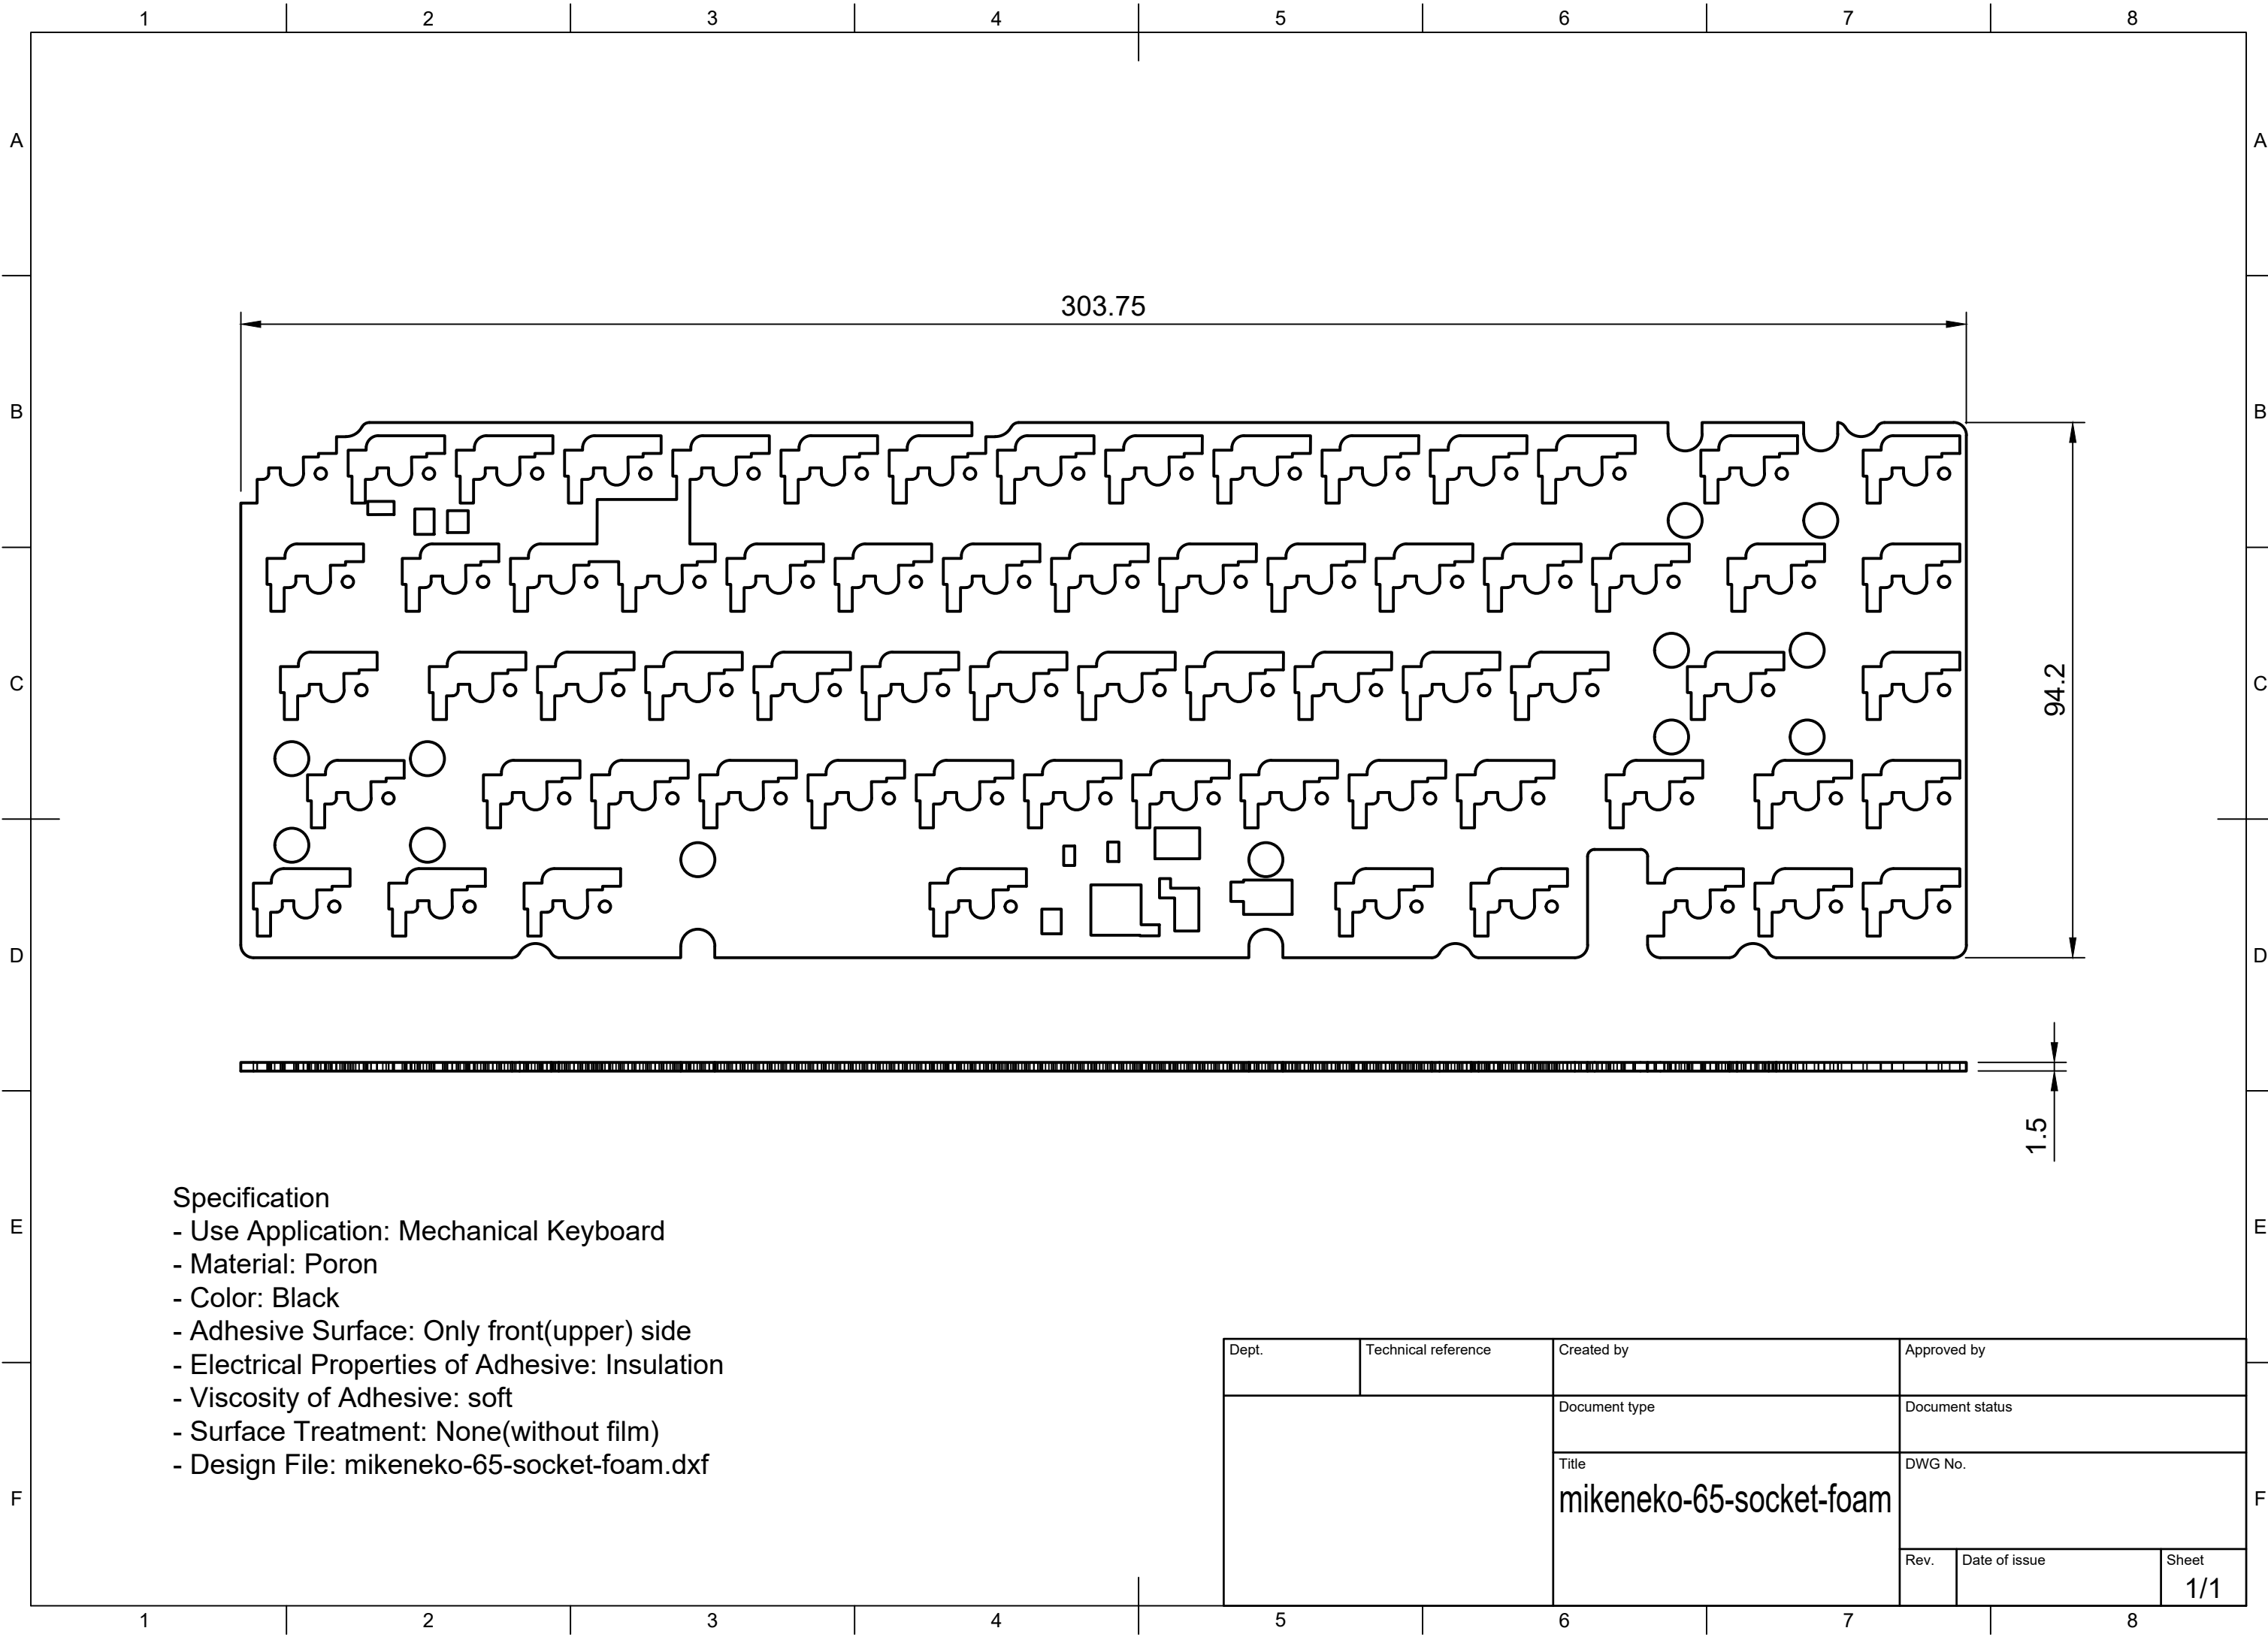 1 2 3 4 5 6 7 8
A A
303.75
B B
C C
94.2
D D
1.5
E E
Specification
- Use Application: Mechanical Keyboard
- Material: Poron
- Color: Black
- Adhesive Surface: Only front(upper) side
- Electrical Properties of Adhesive: Insulation
- Viscosity of Adhesive: soft
- Surface Treatment: None(without film)
- Design File: mikeneko-65-socket-foam.dxf
F F
Dept. Technical reference Created by Approved by
Document type Document status
Title DWG No.
mikeneko-65-socket-foam
Rev. Date of issue Sheet
1/1
1 2 3 4 5 6 7 8